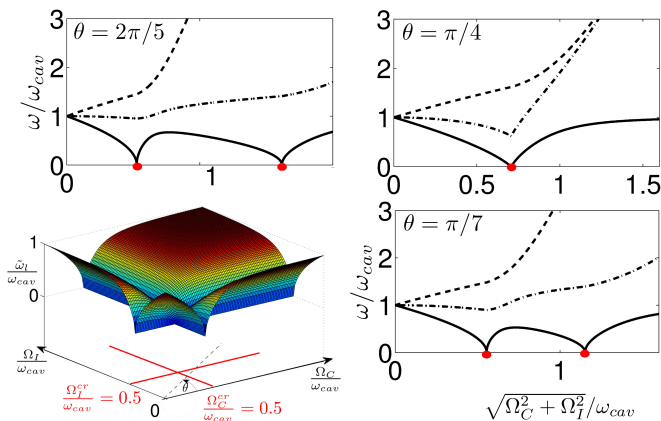 θ = 2π/5
ω/ω_cav
3
2
1
0
0
1
θ = π/4
3
2
1
0
0
0.5
1
1.5
1
0
ω̃_l/ω_cav
Ω_I/ω_cav
Ω_I^cr/ω_cav = 0.5
0
θ
Ω_C^cr/ω_cav = 0.5
Ω_C/ω_cav
θ = π/7
ω/ω_cav
3
2
1
0
0
1
√(Ω_C^2 + Ω_I^2)/ω_cav